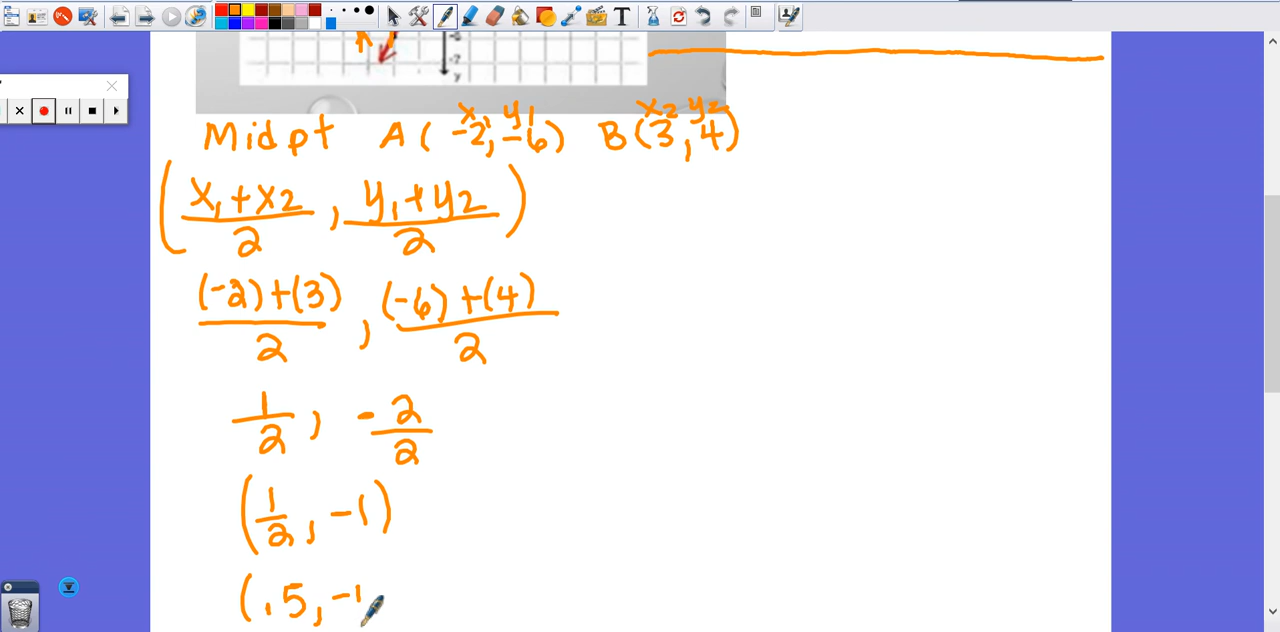 -7
y
x1 y1 x2 y2
Midpt A(-2,-6) B(3,4)
(x1+x2/2, y1+y2/2)
(-2)+(3)/2, (-6)+(4)/2
1/2, -2/2
(1/2, -1)
(.5, -1
T